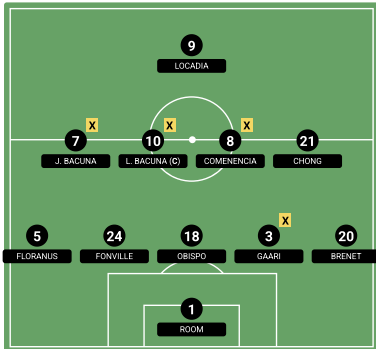 9
LOCADIA
X X X
7 10 8 21
J. BACUNA L. BACUNA (C) COMENENCIA CHONG
X
5 24 18 3 20
FLORANUS FONVILLE OBISPO GAARI BRENET
1
ROOM